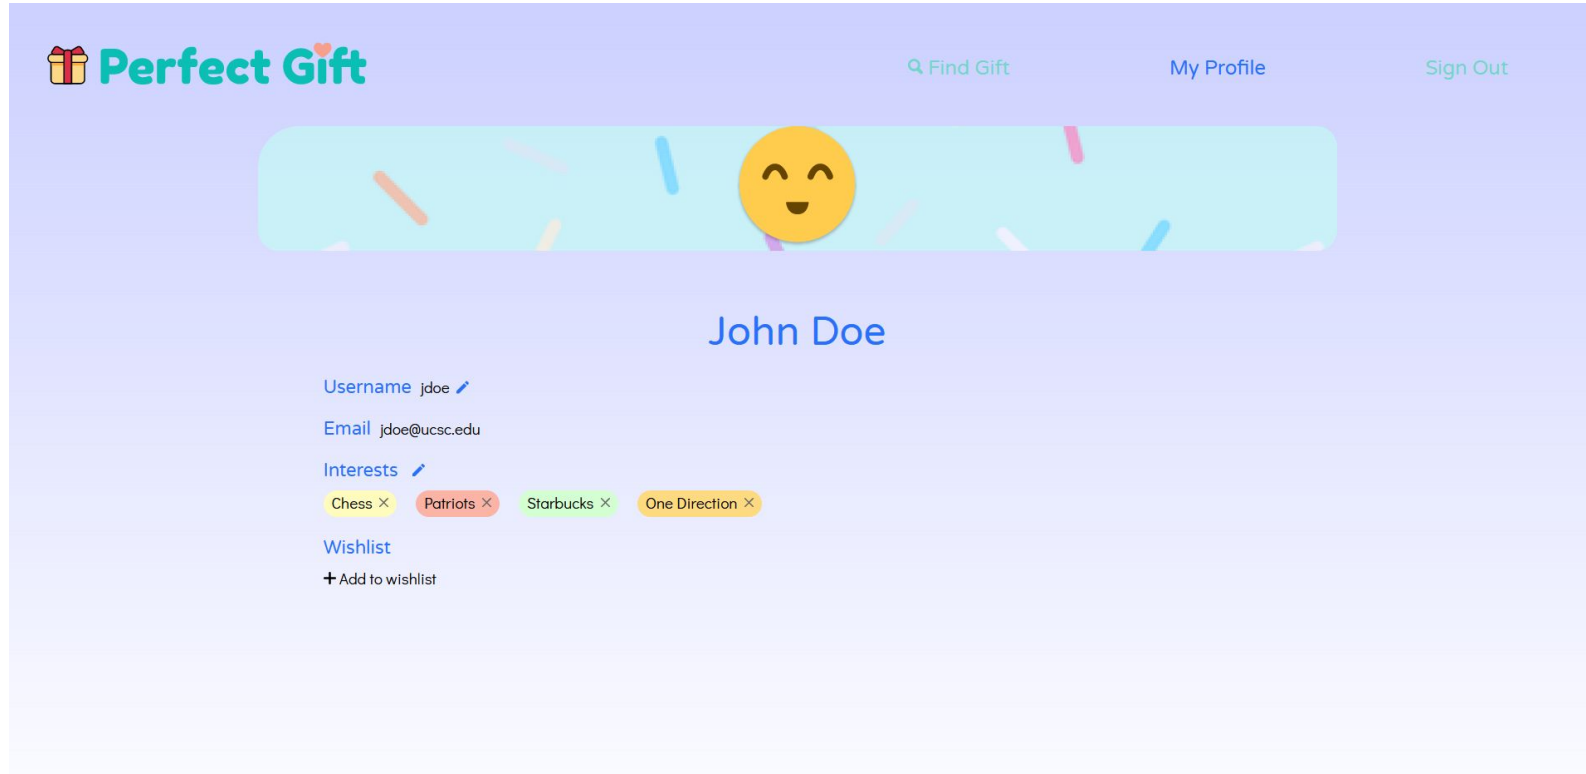 Perfect Gift
Find Gift My Profile Sign Out
John Doe
Username jdoe
Email jdoe@ucsc.edu
Interests
Chess × Patriots × Starbucks × One Direction ×
Wishlist
+ Add to wishlist